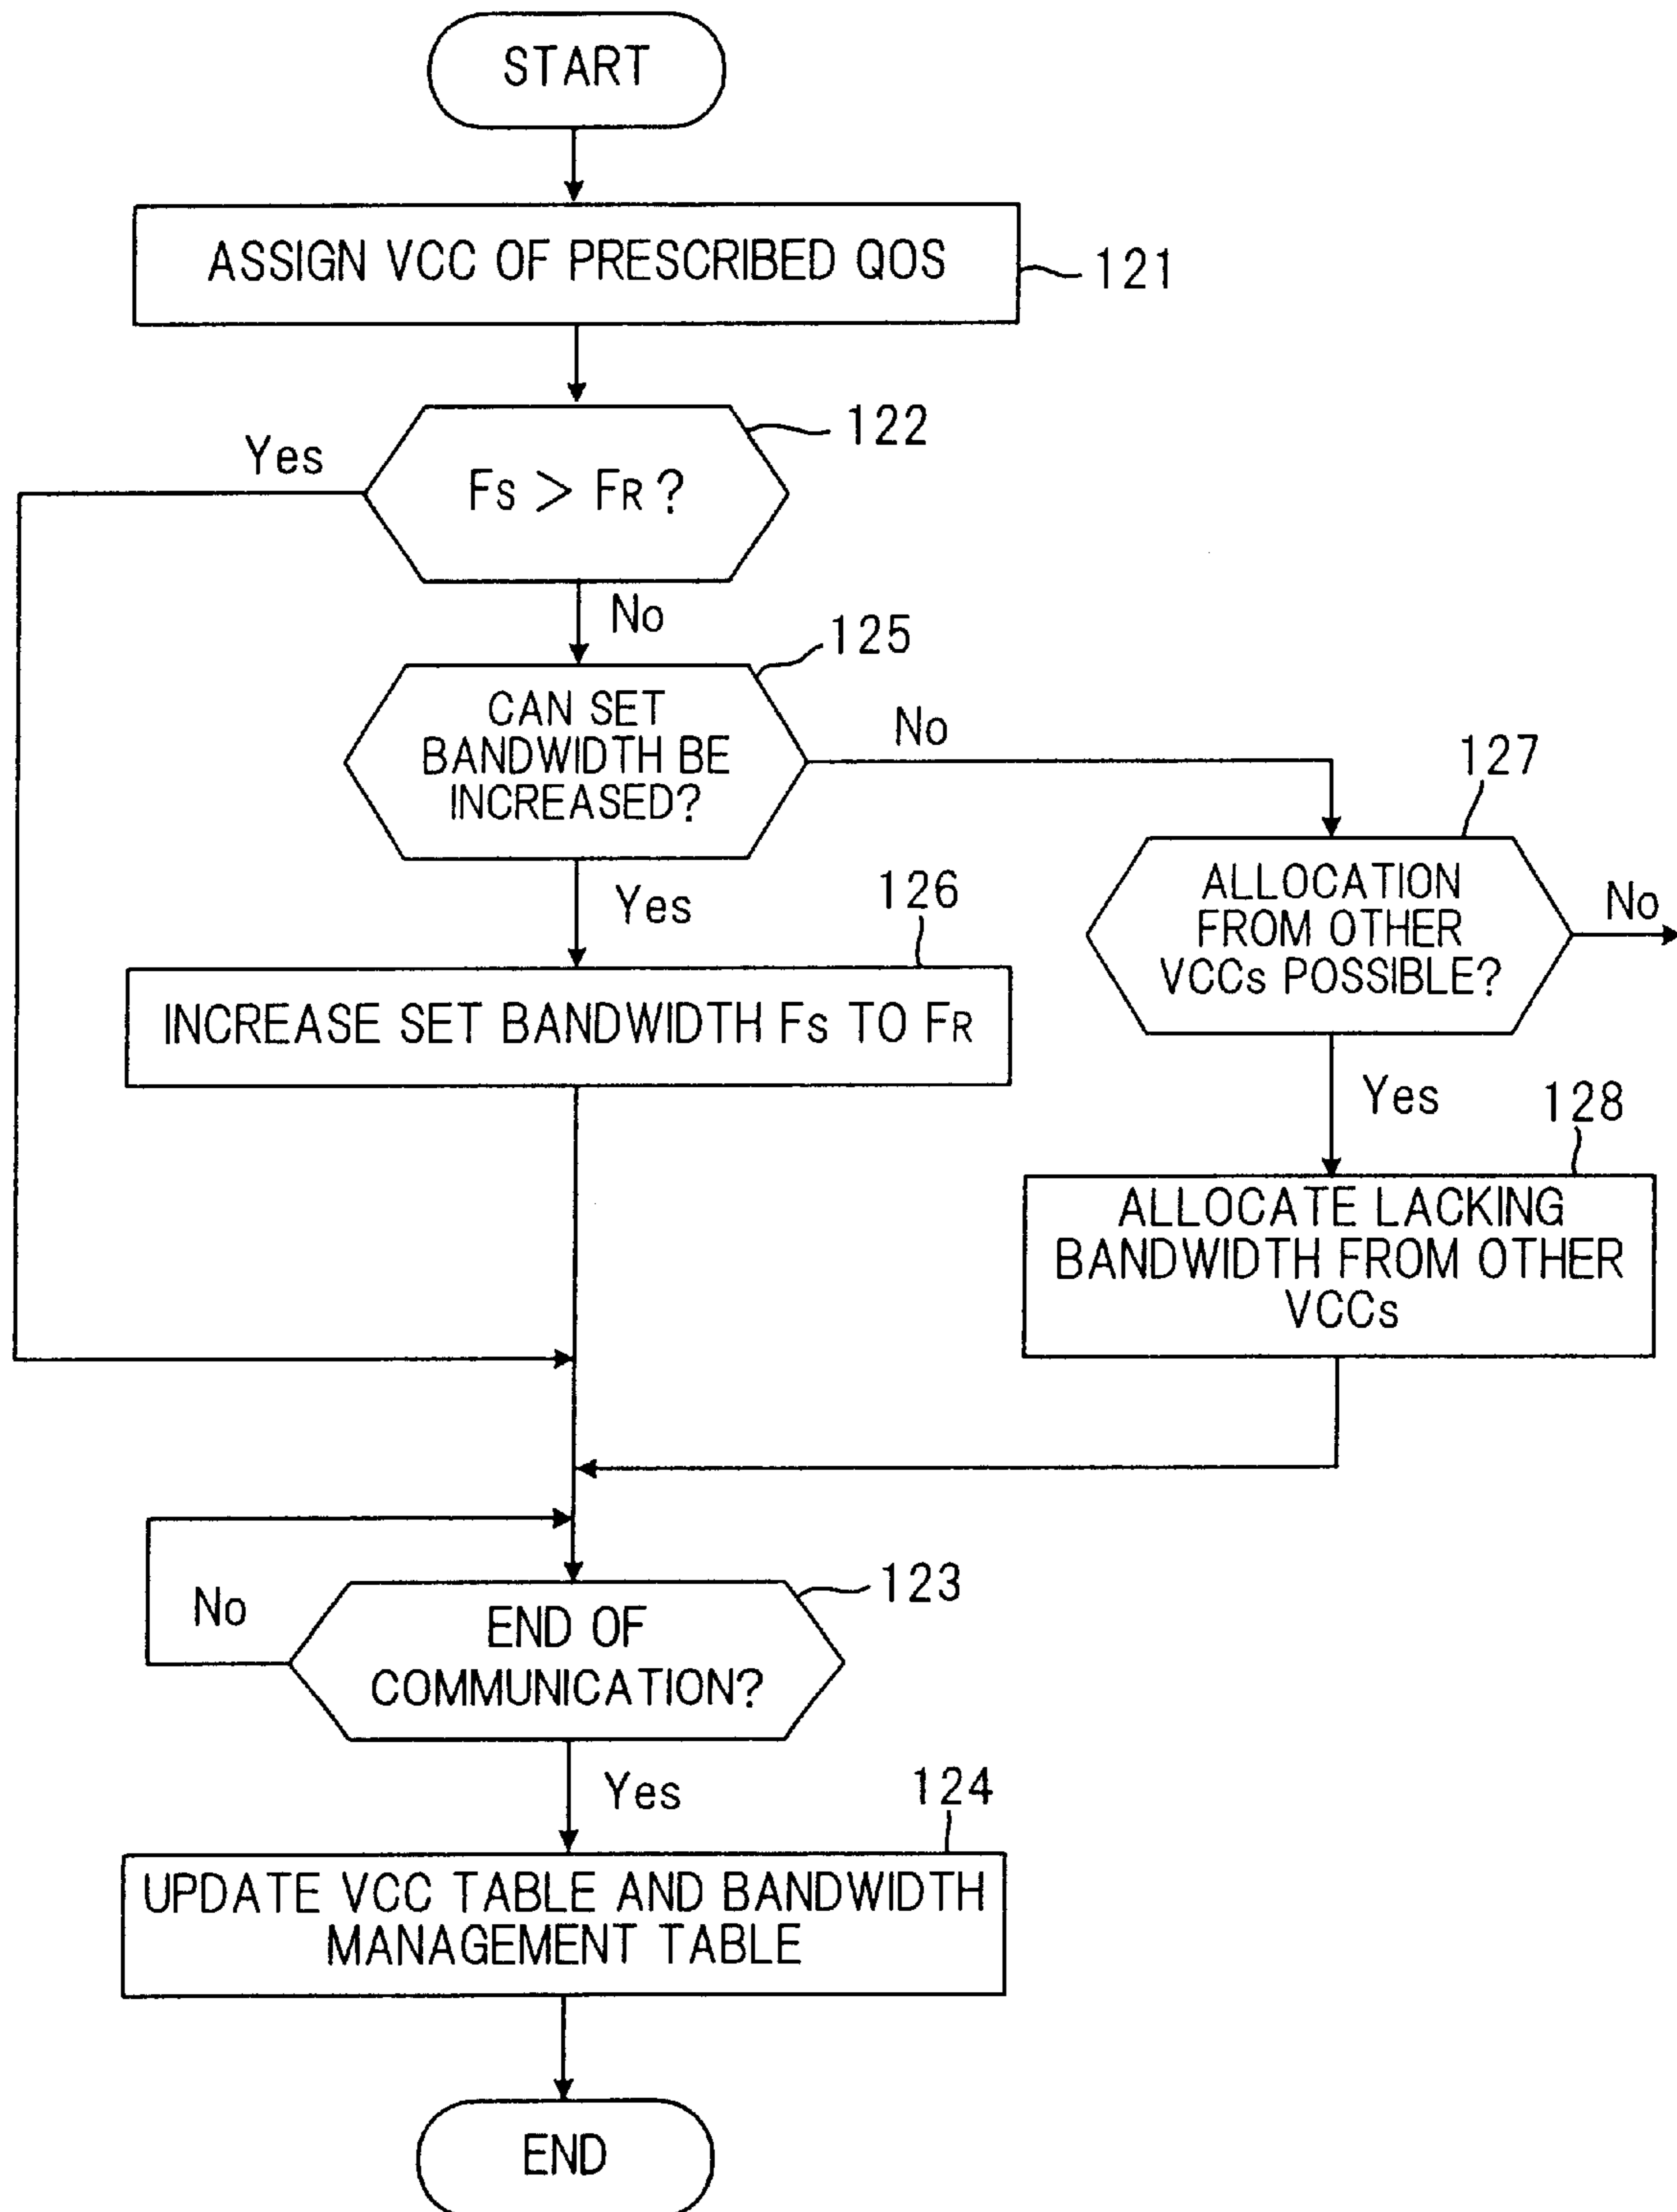 START
ASSIGN VCC OF PRESCRIBED QOS
121
122
Yes
FS > FR ?
No
125
CAN SET
BANDWIDTH BE
INCREASED?
No
127
ALLOCATION
FROM OTHER
VCCs POSSIBLE?
No
Yes
126
INCREASE SET BANDWIDTH FS TO FR
Yes
128
ALLOCATE LACKING
BANDWIDTH FROM OTHER
VCCs
123
No
END OF
COMMUNICATION?
Yes
124
UPDATE VCC TABLE AND BANDWIDTH
MANAGEMENT TABLE
END